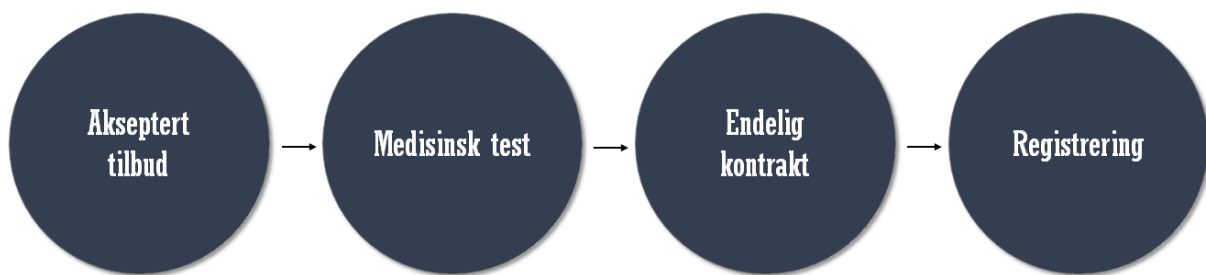 Akseptert
tilbud
Medisinsk test
Endelig
kontrakt
Registrering